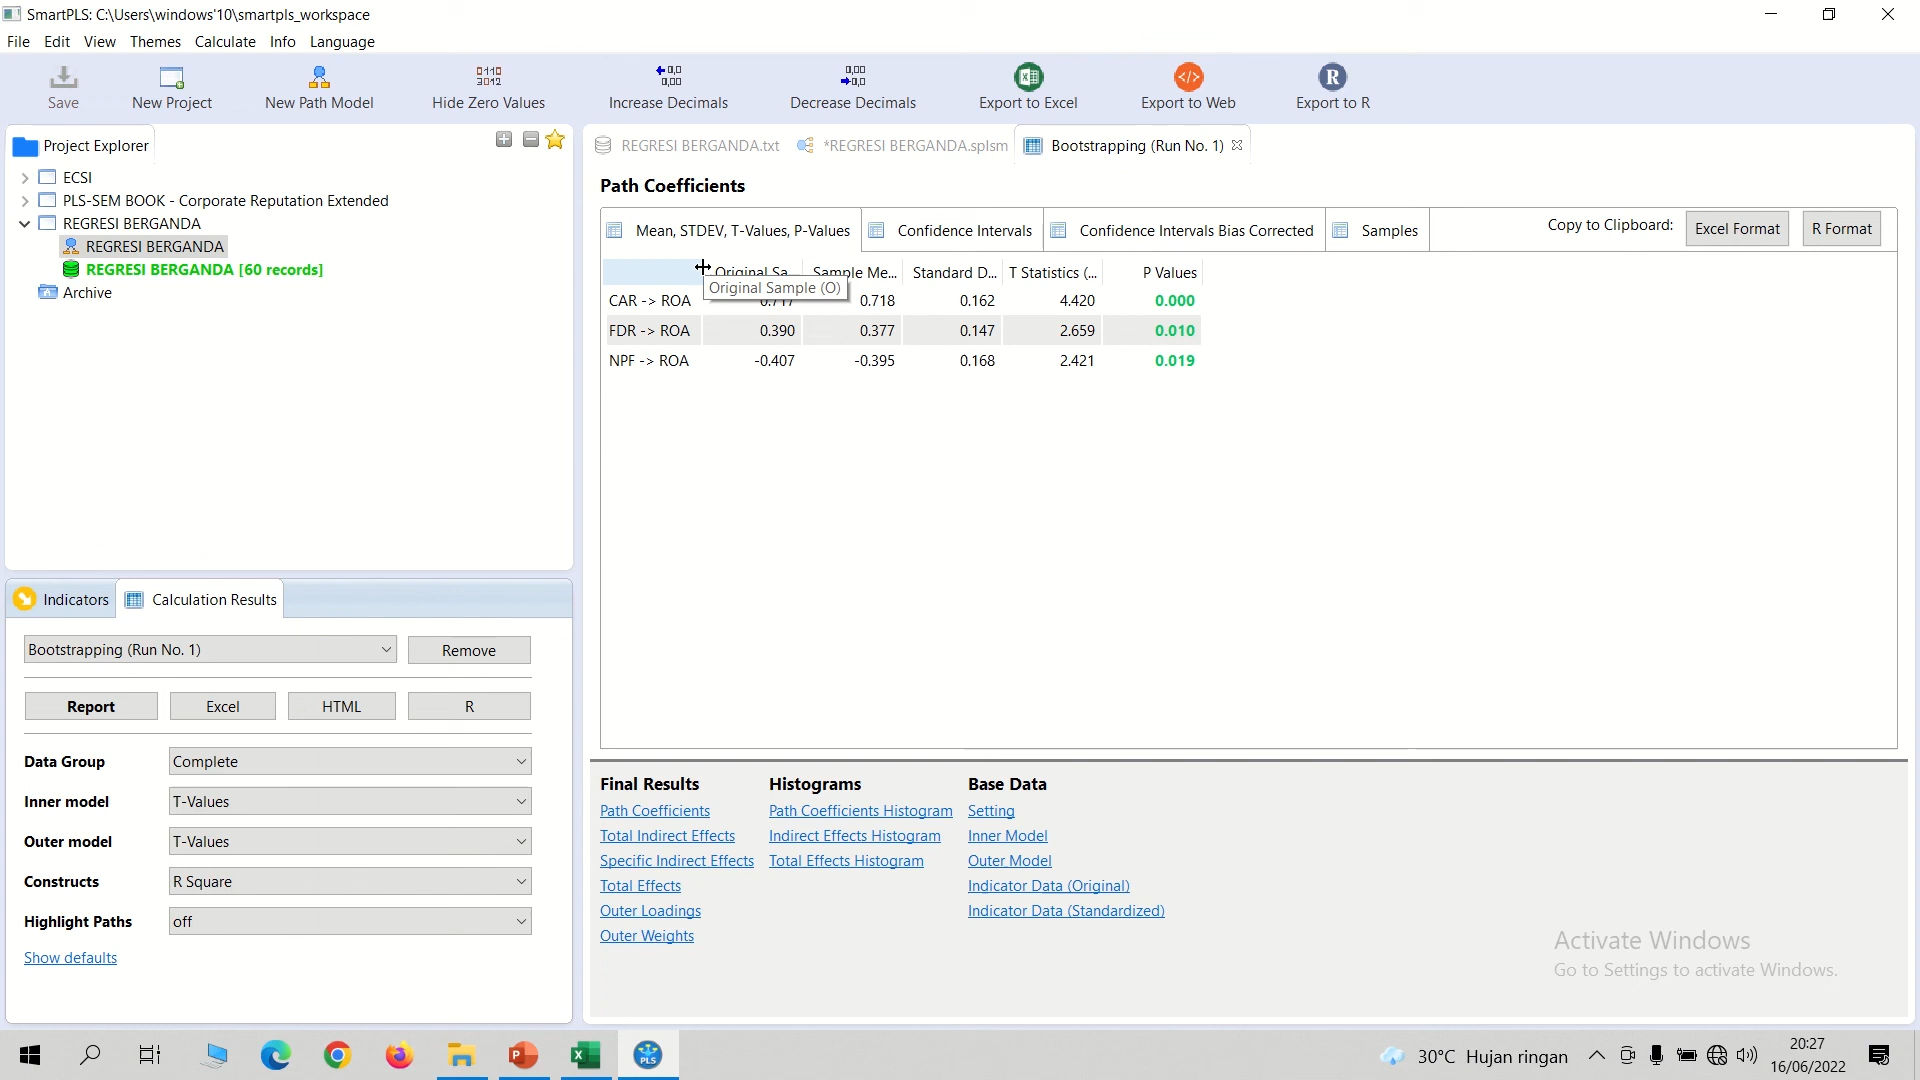 SmartPLS: C:\Users\windows'10\smartpls_workspace
File Edit View Themes Calculate Info Language
Save New Project New Path Model Hide Zero Values Increase Decimals Decrease Decimals Export to Excel Export to Web Export to R
Project Explorer
ECSI
PLS-SEM BOOK - Corporate Reputation Extended
REGRESI BERGANDA
REGRESI BERGANDA
REGRESI BERGANDA [60 records]
Archive
REGRESI BERGANDA.txt *REGRESI BERGANDA.splsm Bootstrapping (Run No. 1)
Path Coefficients
Mean, STDEV, T-Values, P-Values Confidence Intervals Confidence Intervals Bias Corrected Samples Copy to Clipboard: Excel Format R Format
Original Sa... Sample Me... Standard D... T Statistics (... P Values
Original Sample (O)
CAR -> ROA 0.717 0.718 0.162 4.420 0.000
FDR -> ROA 0.390 0.377 0.147 2.659 0.010
NPF -> ROA -0.407 -0.395 0.168 2.421 0.019
Indicators Calculation Results
Bootstrapping (Run No. 1) Remove
Report Excel HTML R
Data Group Complete
Inner model T-Values
Outer model T-Values
Constructs R Square
Highlight Paths off
Show defaults
Final Results Histograms Base Data
Path Coefficients Path Coefficients Histogram Setting
Total Indirect Effects Indirect Effects Histogram Inner Model
Specific Indirect Effects Total Effects Histogram Outer Model
Total Effects Indicator Data (Original)
Outer Loadings Indicator Data (Standardized)
Outer Weights
Activate Windows
Go to Settings to activate Windows.
30°C Hujan ringan
20:27
16/06/2022